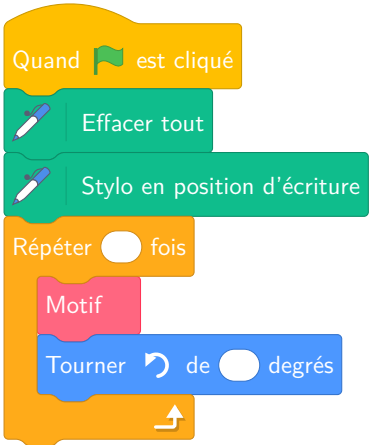 Quand est cliqué
Effacer tout
Stylo en position d'écriture
Répéter fois
Motif
Tourner de degrés